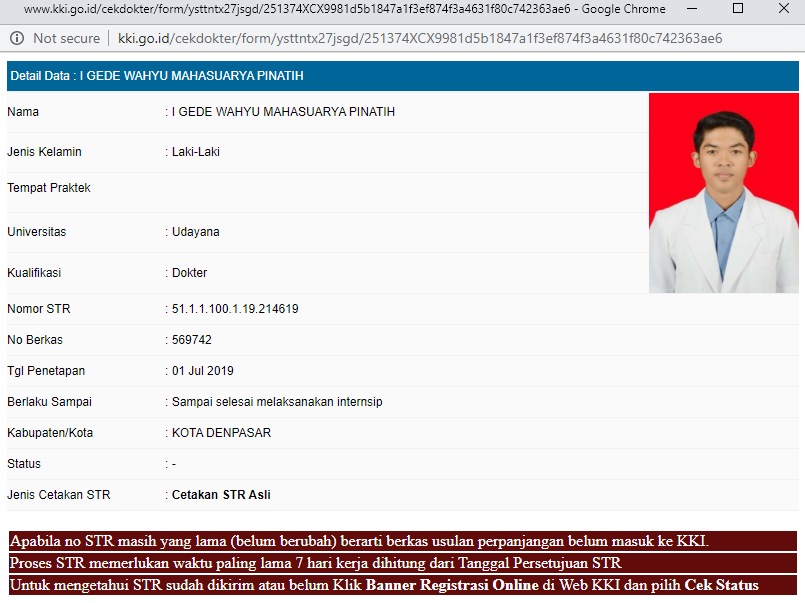 www.kki.go.id/cekdokter/form/ysttntx27jsgd/251374XCX9981d5b1847a1f3ef874f3a4631f80c742363ae6 - Google Chrome
Not secure | kki.go.id/cekdokter/form/ysttntx27jsgd/251374XCX9981d5b1847a1f3ef874f3a4631f80c742363ae6
Detail Data : I GEDE WAHYU MAHASUARYA PINATIH
Nama : I GEDE WAHYU MAHASUARYA PINATIH
Jenis Kelamin : Laki-Laki
Tempat Praktek
Universitas : Udayana
Kualifikasi : Dokter
Nomor STR : 51.1.1.100.1.19.214619
No Berkas : 569742
Tgl Penetapan : 01 Jul 2019
Berlaku Sampai : Sampai selesai melaksanakan internsip
Kabupaten/Kota : KOTA DENPASAR
Status : -
Jenis Cetakan STR : Cetakan STR Asli
Apabila no STR masih yang lama (belum berubah) berarti berkas usulan perpanjangan belum masuk ke KKI.
Proses STR memerlukan waktu paling lama 7 hari kerja dihitung dari Tanggal Persetujuan STR
Untuk mengetahui STR sudah dikirim atau belum Klik Banner Registrasi Online di Web KKI dan pilih Cek Status